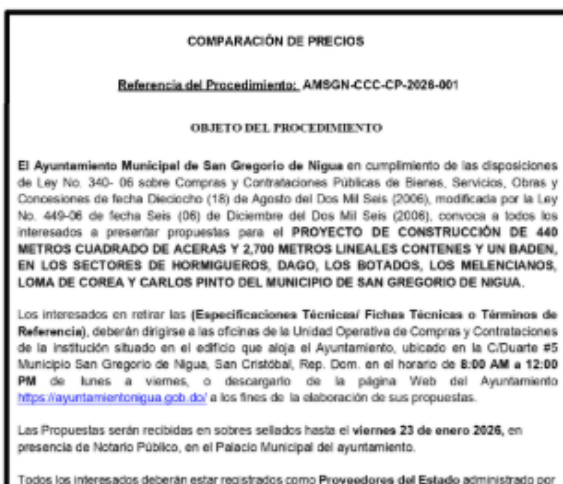 COMPARACIÓN DE PRECIOS
Referencia del Procedimiento: AMSGN-CCC-CP-2026-001
OBJETO DEL PROCEDIMIENTO
El Ayuntamiento Municipal de San Gregorio de Nigua en cumplimiento de las disposiciones
de Ley No. 340- 06 sobre Compras y Contrataciones Públicas de Bienes, Servicios, Obras y
Concesiones de fecha Dieciocho (18) de Agosto del Dos Mil Seis (2006), modificada por la Ley
No. 449-06 de fecha Seis (06) de Diciembre del Dos Mil Seis (2006), convoca a todos los
interesados a presentar propuestas para el PROYECTO DE CONSTRUCCIÓN DE 440
METROS CUADRADO DE ACERAS Y 2,700 METROS LINEALES CONTENES Y UN BADEN,
EN LOS SECTORES DE HORMIGUEROS, DAGO, LOS BOTADOS, LOS MELENCIANOS,
LOMA DE COREA Y CARLOS PINTO DEL MUNICIPIO DE SAN GREGORIO DE NIGUA.
Los interesados en retirar las (Especificaciones Técnicas/ Fichas Técnicas o Términos de
Referencia), deberán dirigirse a las oficinas de la Unidad Operativa de Compras y Contrataciones
de la institución situado en el edificio que aloja el Ayuntamiento, ubicado en la C/Duarte #5
Municipio San Gregorio de Nigua, San Cristóbal, Rep. Dom. en el horario de 8:00 AM a 12:00
PM de lunes a viernes, o descargarlo de la página Web del Ayuntamiento
https://ayuntamientonigua.gob.do/ a los fines de la elaboración de sus propuestas.
Las Propuestas serán recibidas en sobres sellados hasta el viernes 23 de enero 2026, en
presencia de Notario Público, en el Palacio Municipal del ayuntamiento.
Todos los interesados deberán estar registrados como Proveedores del Estado administrado por